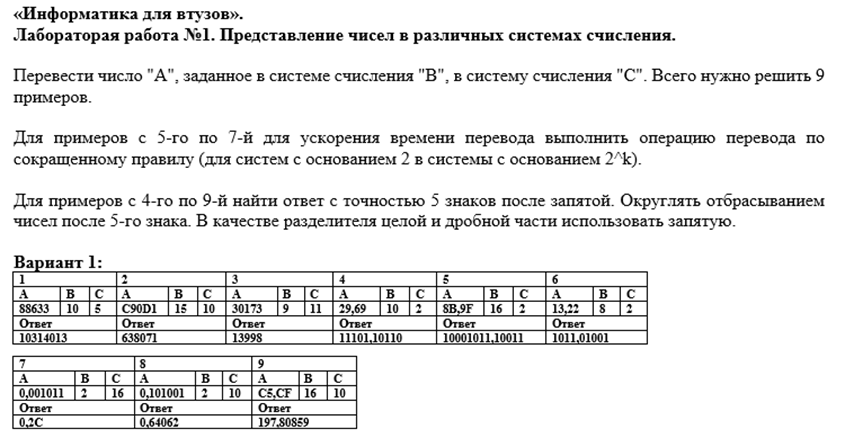 «Информатика для втузов».
Лабораторая работа №1. Представление чисел в различных системах счисления.
Перевести число "A", заданное в системе счисления "B", в систему счисления "C". Всего нужно решить 9
примеров.
Для примеров с 5-го по 7-й для ускорения времени перевода выполнить операцию перевода по
сокращенному правилу (для систем с основанием 2 в системы с основанием 2^k).
Для примеров с 4-го по 9-й найти ответ с точностью 5 знаков после запятой. Округлять отбрасыванием
чисел после 5-го знака. В качестве разделителя целой и дробной части использовать запятую.
Вариант 1:
1 2 3 4 5 6
A B C A B C A B C A B C A B C A B C
88633 10 5 C90D1 15 10 30173 9 11 29,69 10 2 8B,9F 16 2 13,22 8 2
Ответ Ответ Ответ Ответ Ответ Ответ
10314013 638071 13998 11101,10110 10001011,10011 1011,01001
7 8 9
A B C A B C A B C
0,001011 2 16 0,101001 2 10 C5,CF 16 10
Ответ Ответ Ответ
0,2C 0,64062 197,80859